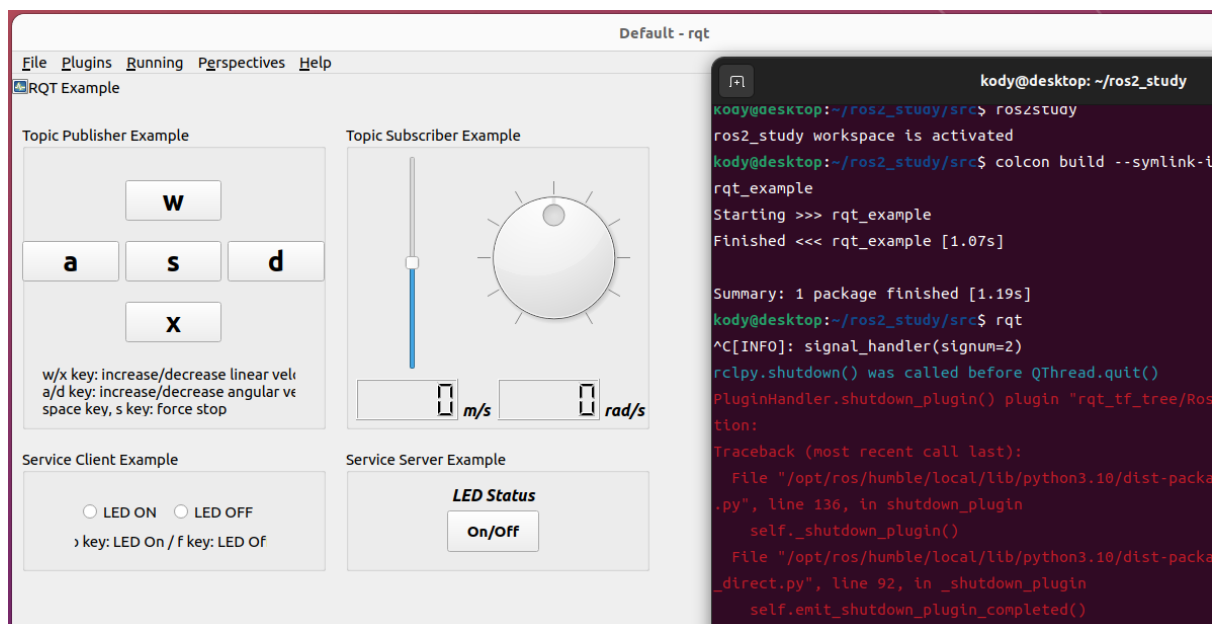 Default - rqt
File Plugins Running Perspectives Help
RQT Example
Topic Publisher Example
w
a s d
x
w/x key: increase/decrease linear velo
a/d key: increase/decrease angular ve
space key, s key: force stop
Topic Subscriber Example
0 m/s 0 rad/s
Service Client Example
LED ON LED OFF
key: LED On / f key: LED Of
Service Server Example
LED Status
On/Off
kody@desktop: ~/ros2_study
kody@desktop:~/ros2_study/src$ ros2study
ros2_study workspace is activated
kody@desktop:~/ros2_study/src$ colcon build --symlink-i
rqt_example
Starting >>> rqt_example
Finished <<< rqt_example [1.07s]
Summary: 1 package finished [1.19s]
kody@desktop:~/ros2_study/src$ rqt
^C[INFO]: signal_handler(signum=2)
rclpy.shutdown() was called before QThread.quit()
PluginHandler.shutdown_plugin() plugin "rqt_tf_tree/Ros
tion:
Traceback (most recent call last):
File "/opt/ros/humble/local/lib/python3.10/dist-packa
.py", line 136, in shutdown_plugin
self._shutdown_plugin()
File "/opt/ros/humble/local/lib/python3.10/dist-packa
_direct.py", line 92, in _shutdown_plugin
self.emit_shutdown_plugin_completed()